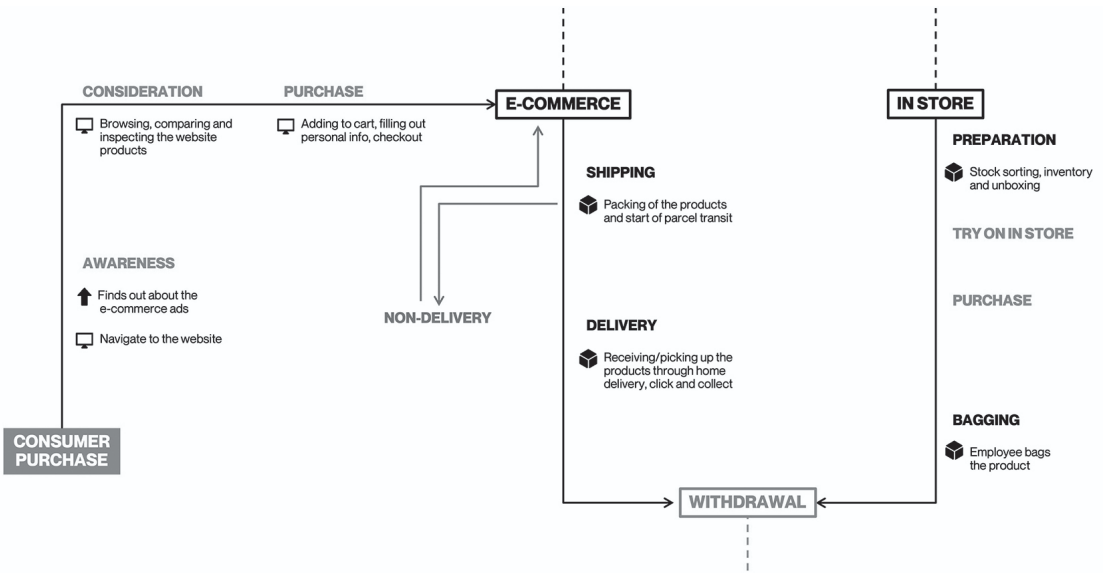 CONSIDERATION
Browsing, comparing and
inspecting the website
products
PURCHASE
Adding to cart, filling out
personal info, checkout
E-COMMERCE
IN STORE
PREPARATION
Stock sorting, inventory
and unboxing
SHIPPING
Packing of the products
and start of parcel transit
TRY ON IN STORE
AWARENESS
Finds out about the
e-commerce ads
Navigate to the website
PURCHASE
NON-DELIVERY
DELIVERY
Receiving/picking up the
products through home
delivery, click and collect
CONSUMER
PURCHASE
BAGGING
Employee bags
the product
WITHDRAWAL